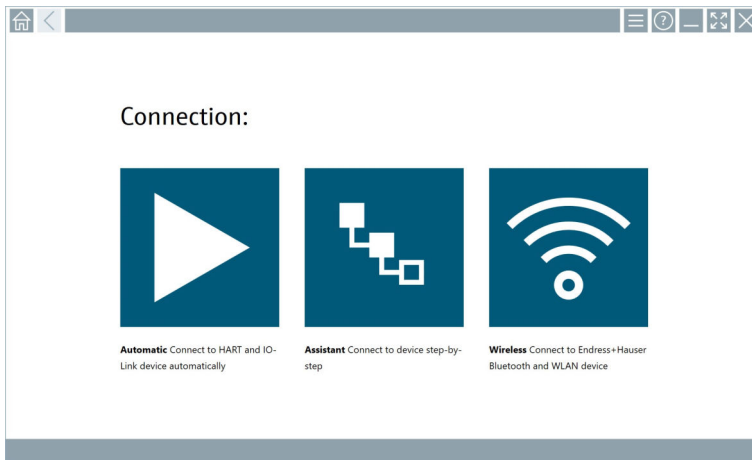 Connection:
Automatic Connect to HART and IO-
Link device automatically
Assistant Connect to device step-by-
step
Wireless Connect to Endress+Hauser
Bluetooth and WLAN device